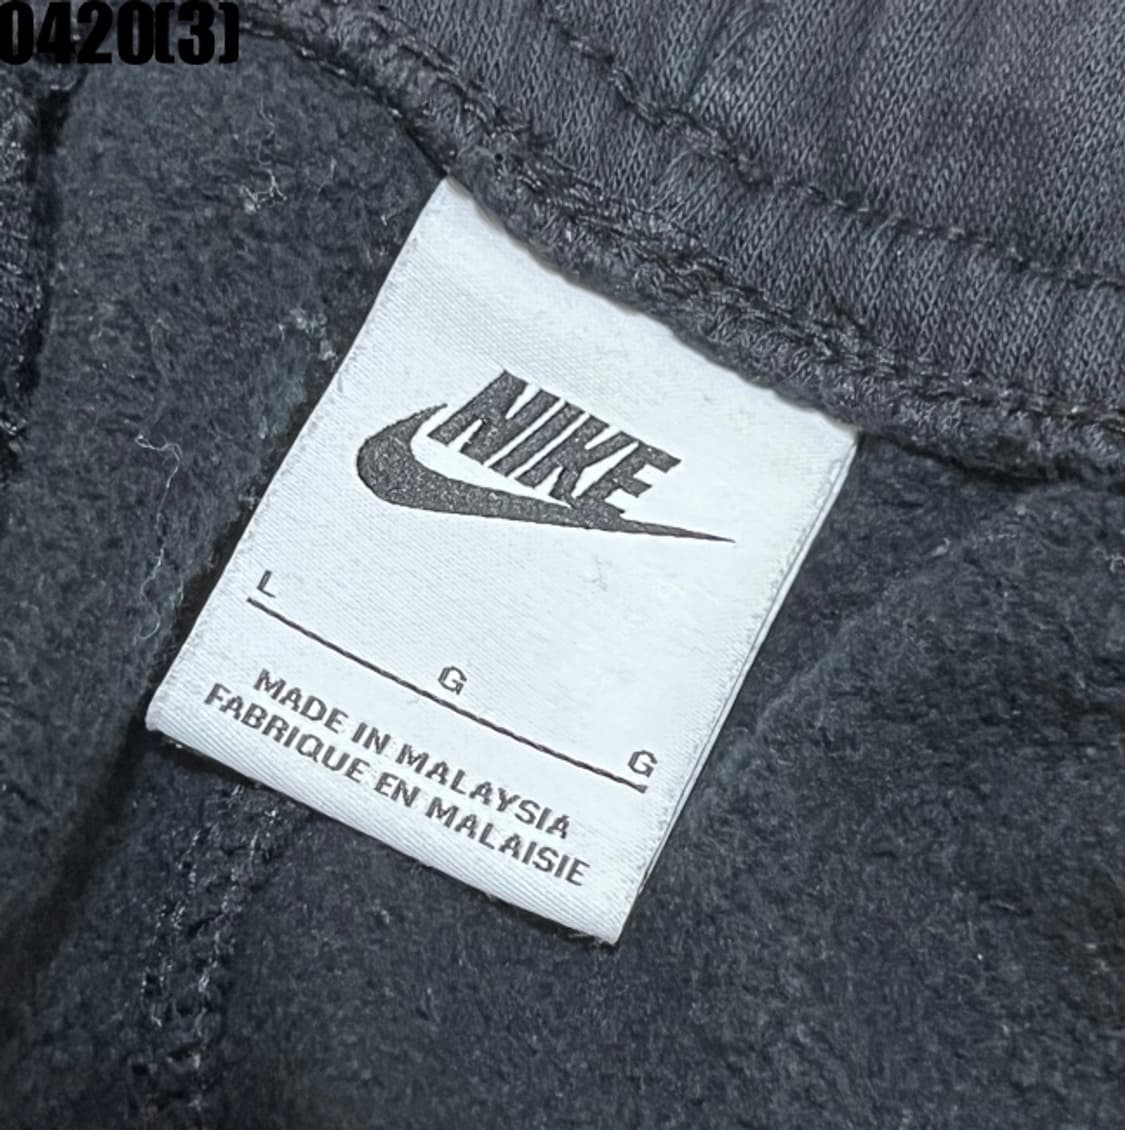 0420(3)
NIKE
L G G
MADE IN MALAYSIA
FABRIQUE EN MALAISIE